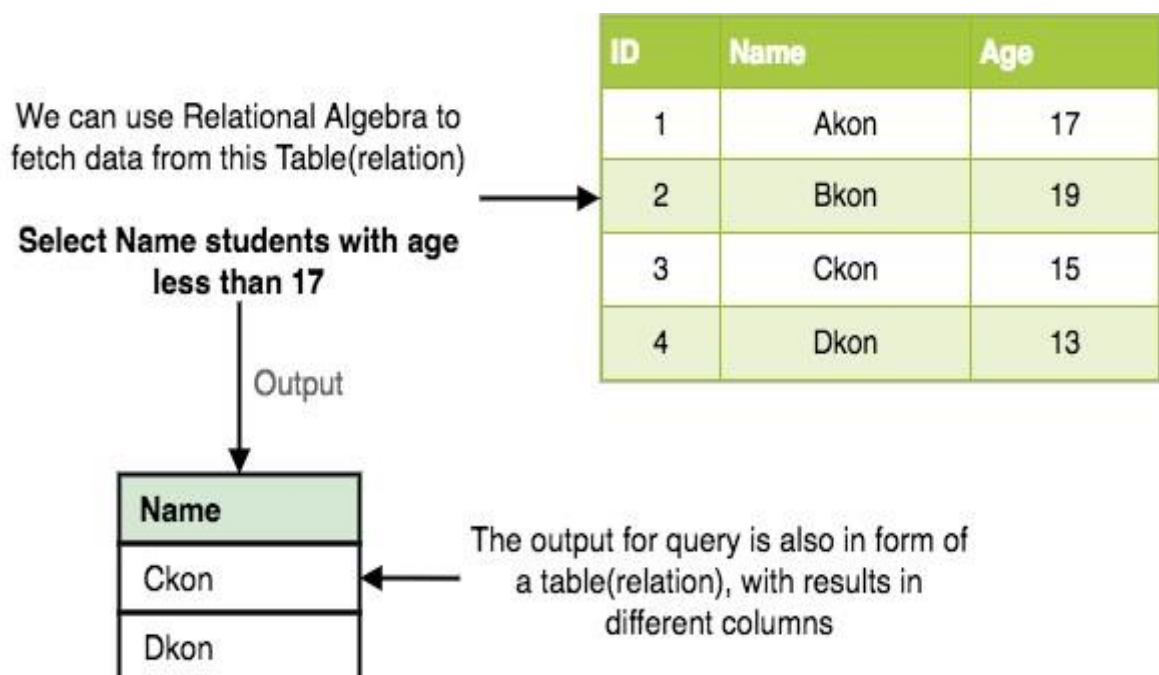 We can use Relational Algebra to
fetch data from this Table(relation)
Select Name students with age
less than 17
ID Name Age
1 Akon 17
2 Bkon 19
3 Ckon 15
4 Dkon 13
Output
Name
Ckon
Dkon
The output for query is also in form of
a table(relation), with results in
different columns